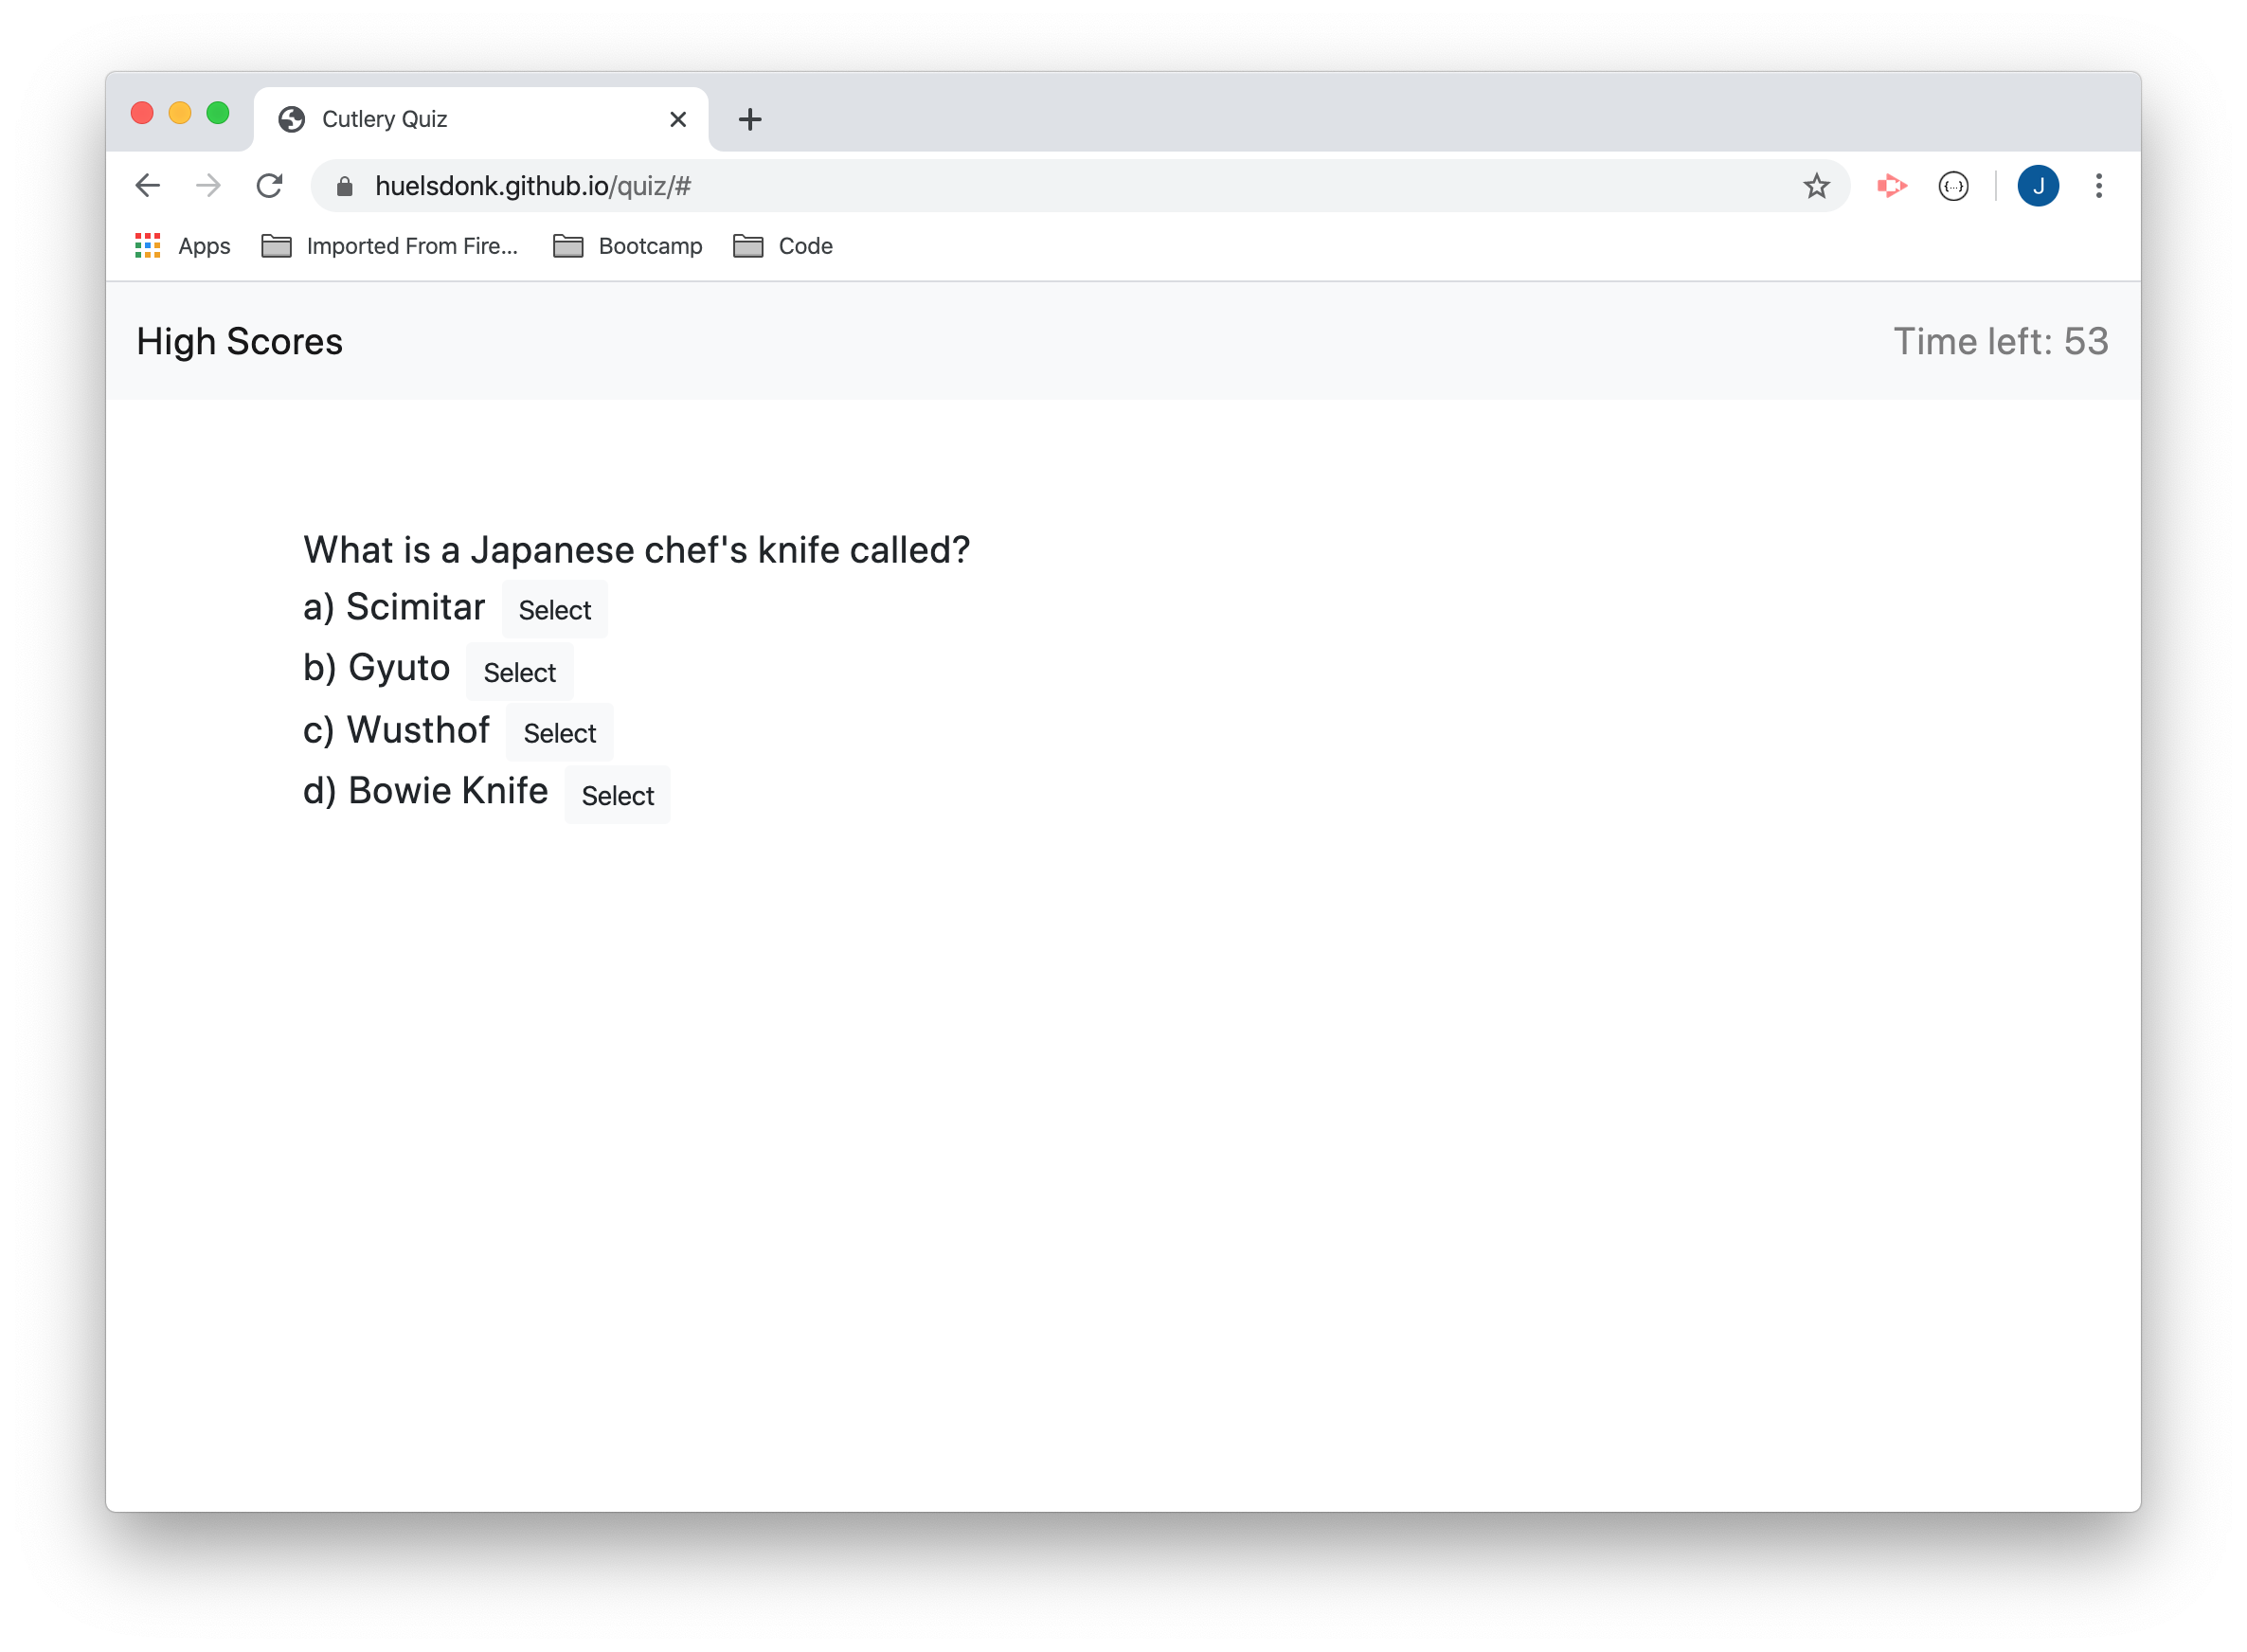 Cutlery Quiz
huelsdonk.github.io/quiz/#
{...}
J
Apps
Imported From Fire...
Bootcamp
Code
High Scores
Time left: 53
What is a Japanese chef's knife called?
a) Scimitar Select
b) Gyuto Select
c) Wusthof Select
d) Bowie Knife Select